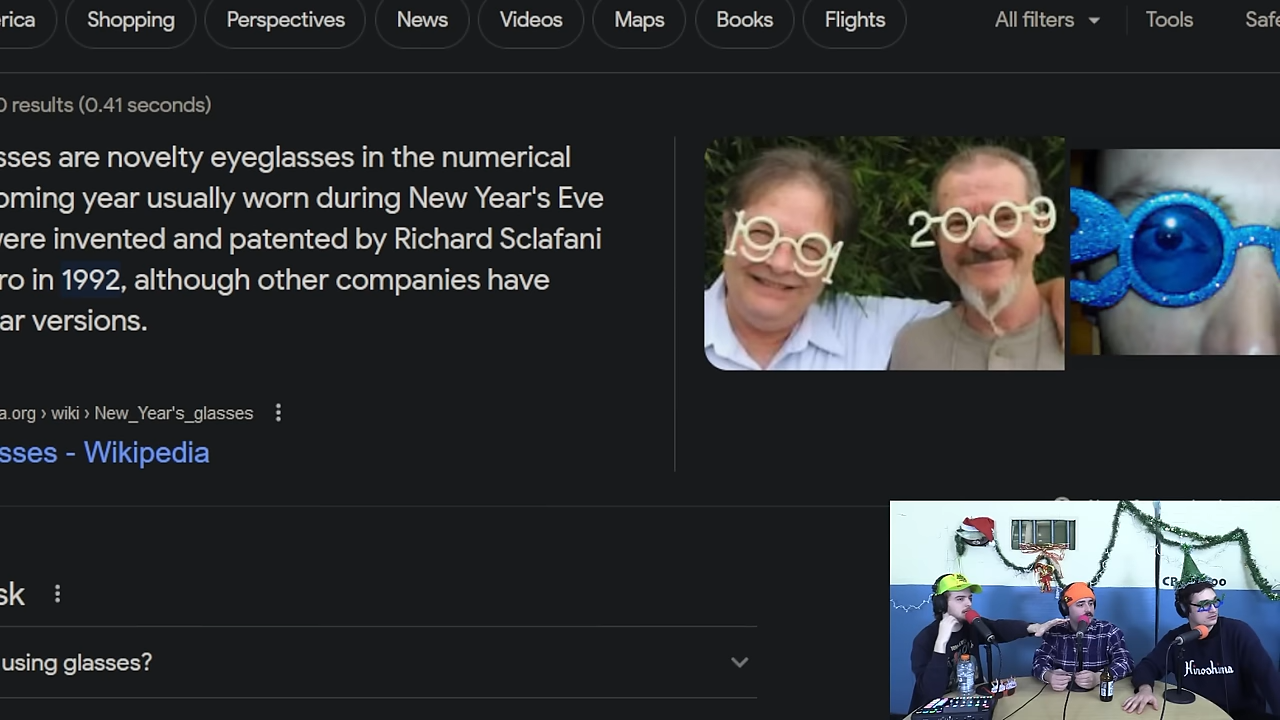 rica
Shopping
Perspectives
News
Videos
Maps
Books
Flights
All filters
Tools
Safe
0 results (0.41 seconds)
sses are novelty eyeglasses in the numerical
oming year usually worn during New Year's Eve
vere invented and patented by Richard Sclafani
ro in 1992, although other companies have
ar versions.
1991
2009
a.org › wiki › New_Year's_glasses
sses - Wikipedia
sk
using glasses?
Hiroshima